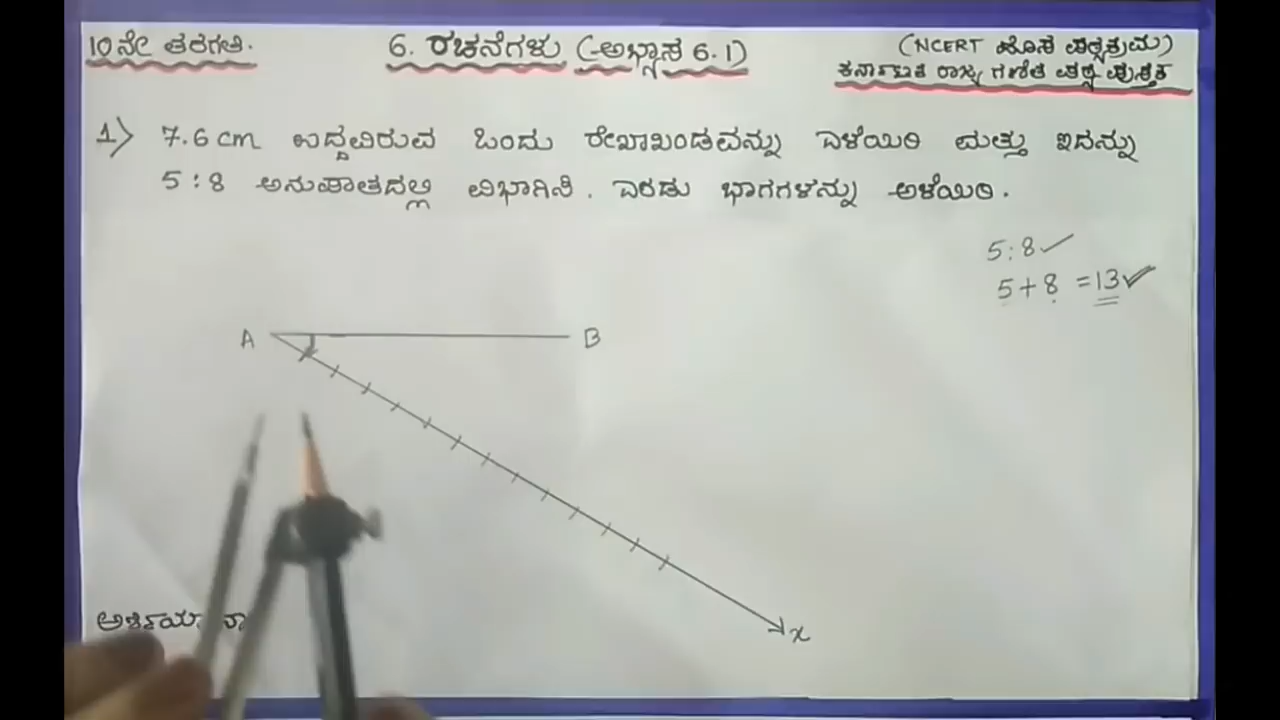 10ನೇ ತರಗತಿ.
6. ರಚನೆಗಳು (ಅಭ್ಯಾಸ 6.1)
(NCERT ಹೊಸ ಪಠ್ಯಕ್ರಮ)
ಕರ್ನಾಟಕ ರಾಜ್ಯ ಗಣಿತ ಪಠ್ಯ ಪುಸ್ತಕ
1) 7.6 cm ಉದ್ದವಿರುವ ಒಂದು ರೇಖಾಖಂಡವನ್ನು ಎಳೆಯಿರಿ ಮತ್ತು ಇದನ್ನು
5:8 ಅನುಪಾತದಲ್ಲಿ ವಿಭಾಗಿಸಿ. ಎರಡು ಭಾಗಗಳನ್ನು ಅಳೆಯಿರಿ.
5:8
5+8 =13
A B
x